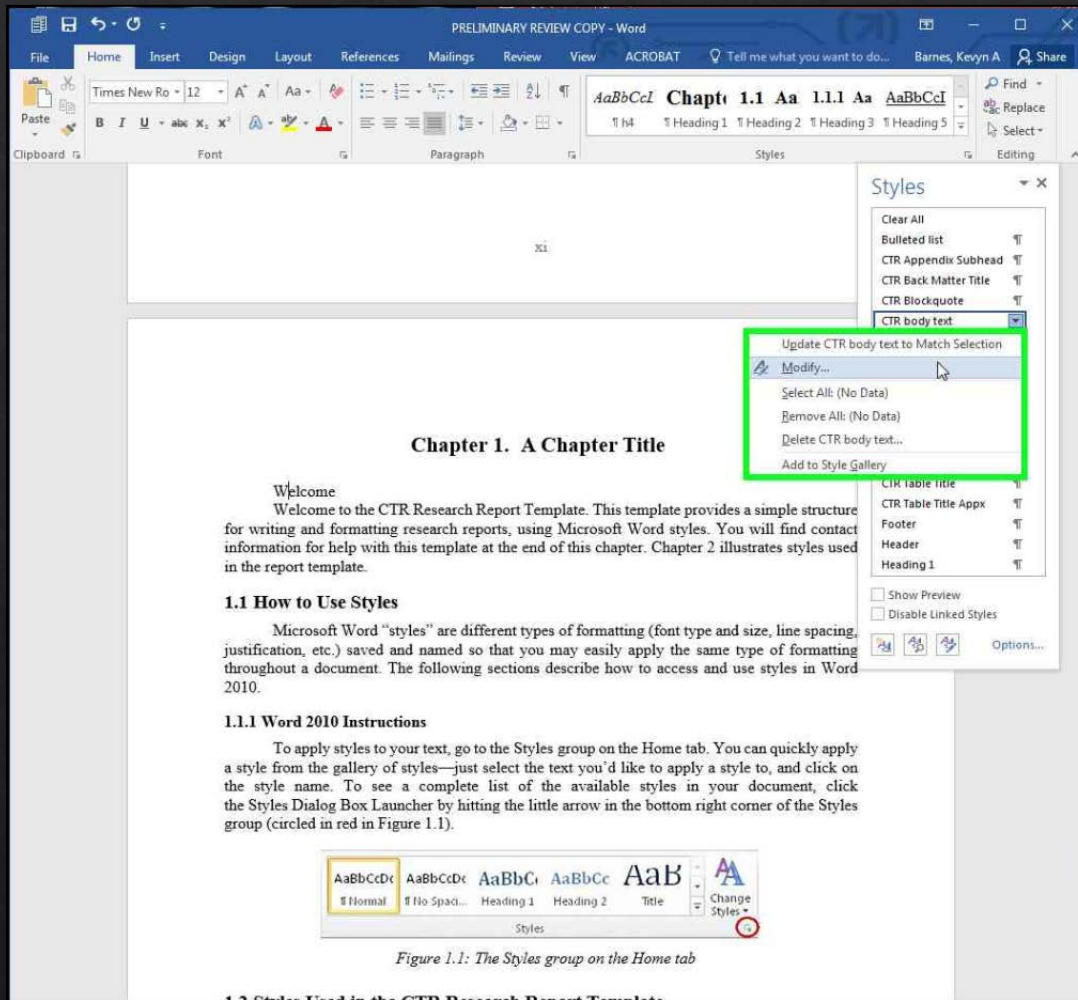 PRELIMINARY REVIEW COPY - Word
File Home Insert Design Layout References Mailings Review View ACROBAT Tell me what you want to do... Barnes, Kevyn A Share
Paste
Clipboard
Times New Ro 12 A A Aa
B I U abc X₂ X² A A
Font
Paragraph
AaBbCcI Chapte 1.1 Aa 1.1.1 Aa AaBbCcI
¶ h4 ¶ Heading 1 ¶ Heading 2 ¶ Heading 3 ¶ Heading 5
Styles
Find
Replace
Select
Editing
xi
Chapter 1. A Chapter Title
Welcome
Welcome to the CTR Research Report Template. This template provides a simple structure
for writing and formatting research reports, using Microsoft Word styles. You will find contact
information for help with this template at the end of this chapter. Chapter 2 illustrates styles used
in the report template.
1.1 How to Use Styles
Microsoft Word “styles” are different types of formatting (font type and size, line spacing,
justification, etc.) saved and named so that you may easily apply the same type of formatting
throughout a document. The following sections describe how to access and use styles in Word
2010.
1.1.1 Word 2010 Instructions
To apply styles to your text, go to the Styles group on the Home tab. You can quickly apply
a style from the gallery of styles—just select the text you’d like to apply a style to, and click on
the style name. To see a complete list of the available styles in your document, click
the Styles Dialog Box Launcher by hitting the little arrow in the bottom right corner of the Styles
group (circled in red in Figure 1.1).
AaBbCcDc AaBbCcDc AaBbC AaBbCc AaB
¶ Normal ¶ No Spaci... Heading 1 Heading 2 Title
Change
Styles
Styles
Figure 1.1: The Styles group on the Home tab
1.2 Styles Used in the CTR Research Report Template
Styles
Clear All
Bulleted list ¶
CTR Appendix Subhead ¶
CTR Back Matter Title ¶
CTR Blockquote ¶
CTR body text
Update CTR body text to Match Selection
Modify...
Select All: (No Data)
Remove All: (No Data)
Delete CTR body text...
Add to Style Gallery
CTR Table Title ¶
CTR Table Title Appx ¶
Footer ¶
Header ¶
Heading 1 ¶
Show Preview
Disable Linked Styles
Options...